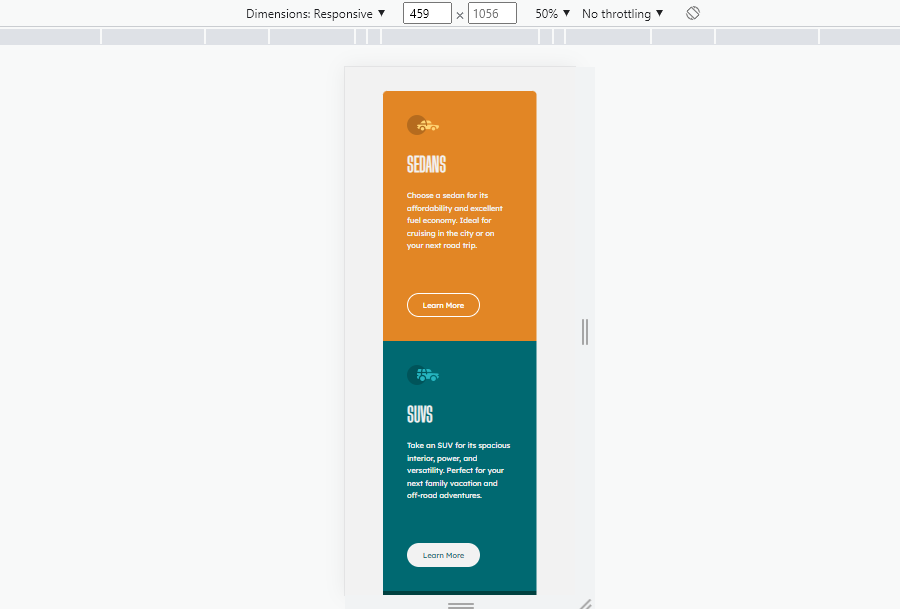 Dimensions: Responsive ▼ 459 × 1056 50% ▼ No throttling ▼
SEDANS
Choose a sedan for its
affordability and excellent
fuel economy. Ideal for
cruising in the city or on
your next road trip.
Learn More
SUVS
Take an SUV for its spacious
interior, power, and
versatility. Perfect for your
next family vacation and
off-road adventures.
Learn More